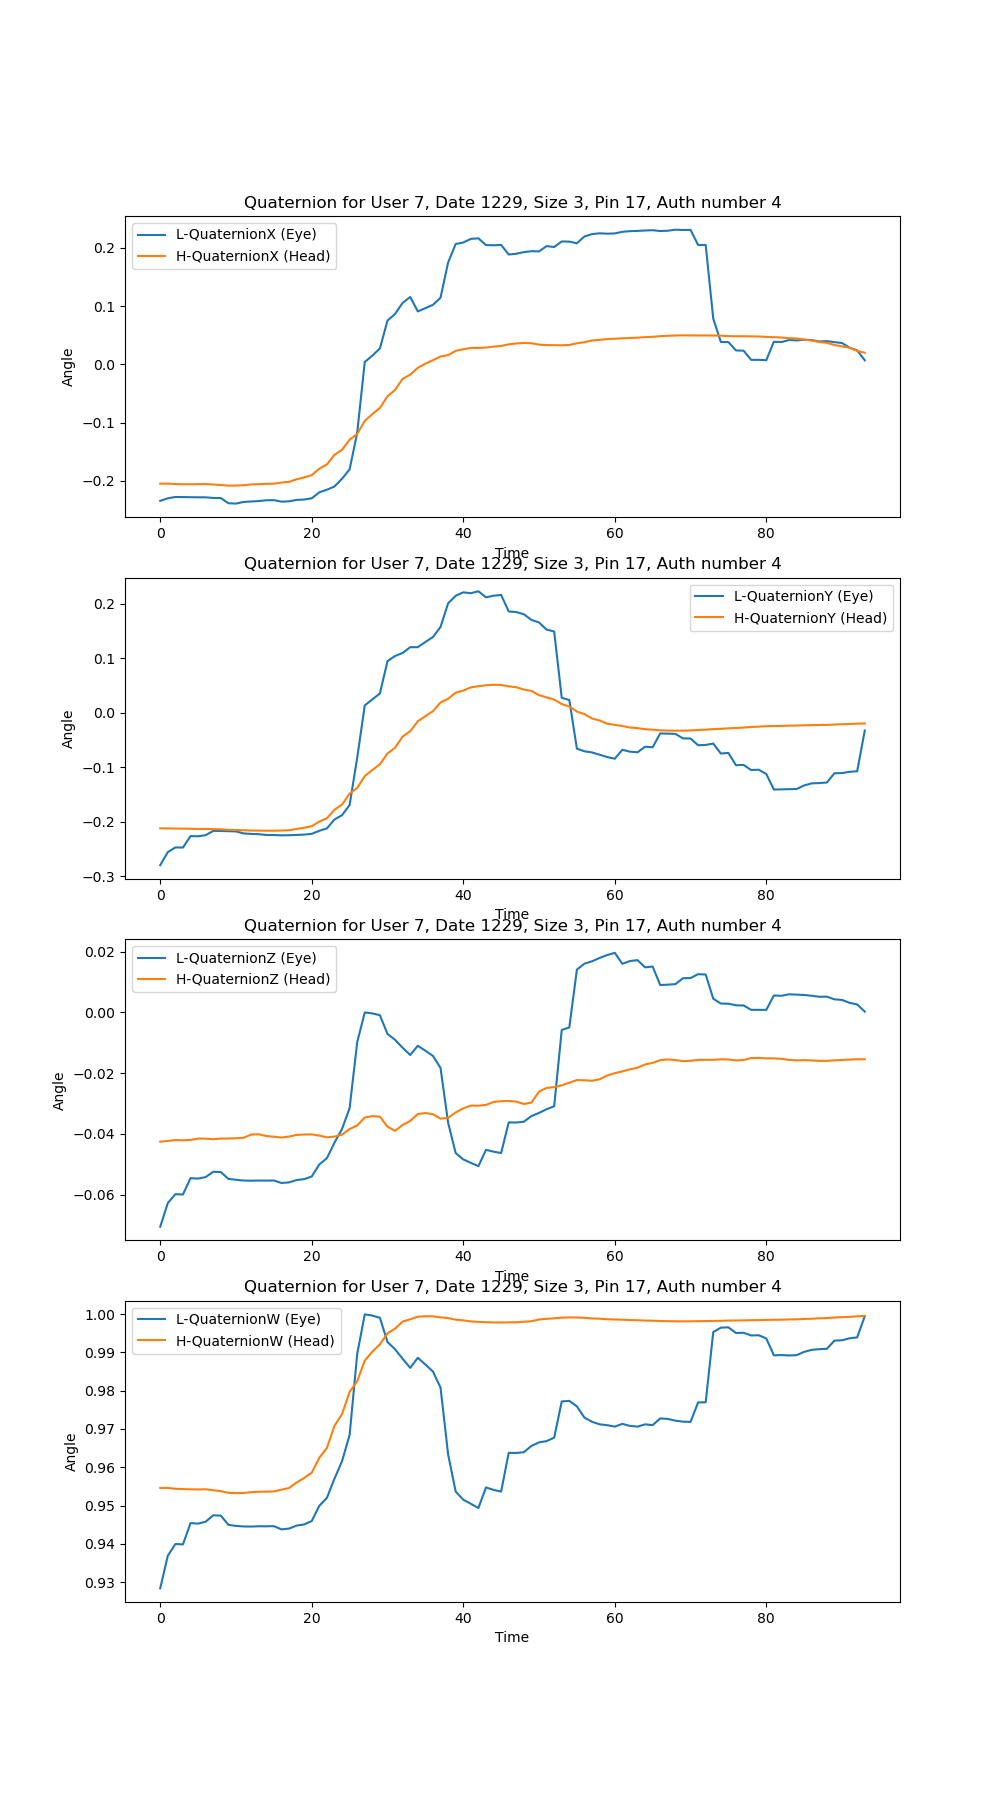 Quaternion for User 7, Date 1229, Size 3, Pin 17, Auth number 4
L-QuaternionX (Eye)
H-QuaternionX (Head)
0.2
0.1
0.0
−0.1
−0.2
Angle
0 20 40 60 80
Time
Quaternion for User 7, Date 1229, Size 3, Pin 17, Auth number 4
L-QuaternionY (Eye)
H-QuaternionY (Head)
0.2
0.1
0.0
−0.1
−0.2
−0.3
Angle
0 20 40 60 80
Time
Quaternion for User 7, Date 1229, Size 3, Pin 17, Auth number 4
L-QuaternionZ (Eye)
H-QuaternionZ (Head)
0.02
0.00
−0.02
−0.04
−0.06
Angle
0 20 40 60 80
Time
Quaternion for User 7, Date 1229, Size 3, Pin 17, Auth number 4
L-QuaternionW (Eye)
H-QuaternionW (Head)
1.00
0.99
0.98
0.97
0.96
0.95
0.94
0.93
Angle
0 20 40 60 80
Time